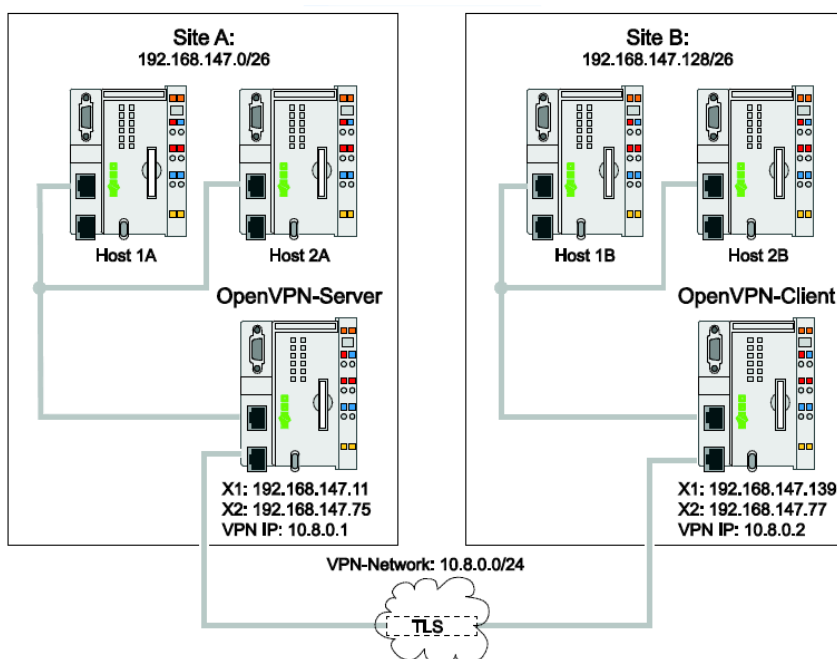 Site A:
192.168.147.0/26
Host 1A
Host 2A
OpenVPN-Server
X1: 192.168.147.11
X2: 192.168.147.75
VPN IP: 10.8.0.1
Site B:
192.168.147.128/26
Host 1B
Host 2B
OpenVPN-Client
X1: 192.168.147.139
X2: 192.168.147.77
VPN IP: 10.8.0.2
VPN-Network: 10.8.0.0/24
TLS